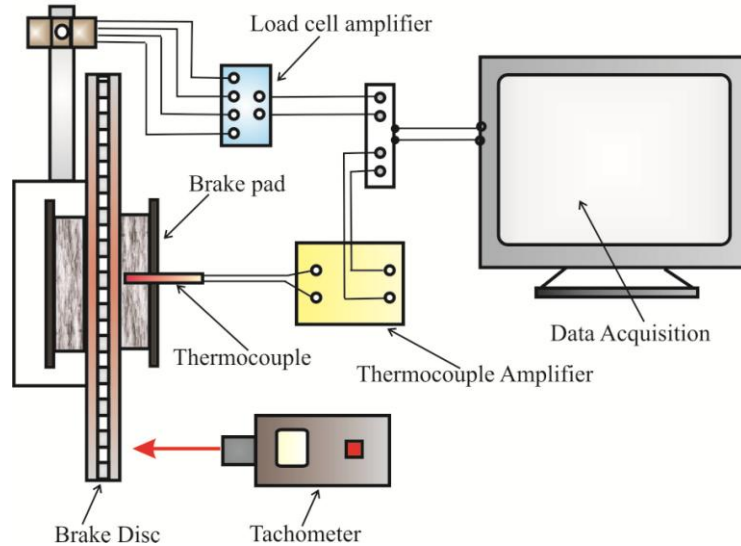 Load cell amplifier
Brake pad
Thermocouple
Data Acquisition
Thermocouple Amplifier
Brake Disc
Tachometer